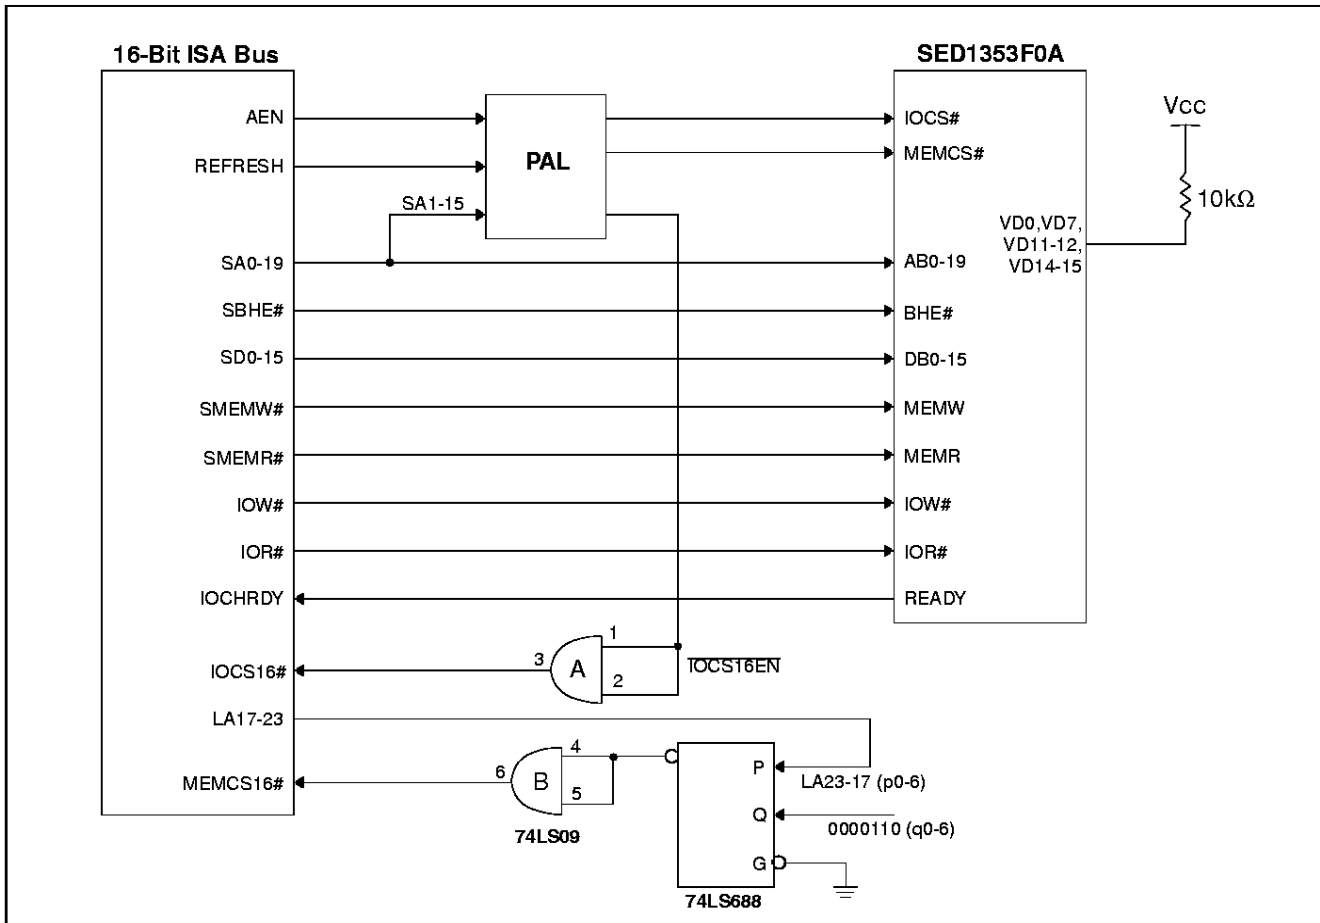 16-Bit ISA Bus
SED1353F0A
AEN
REFRESH
SA0-19
SBHE#
SD0-15
SMEMW#
SMEMR#
IOW#
IOR#
IOCHRDY
IOCS16#
LA17-23
MEMCS16#
PAL
SA1-15
IOCS#
MEMCS#
AB0-19
BHE#
DB0-15
MEMW
MEMR
IOW#
IOR#
READY
VD0,VD7,
VD11-12,
VD14-15
Vcc
10kΩ
1
2
3
A
IOCS16EN
4
5
6
B
74LS09
P
Q
G
LA23-17 (p0-6)
0000110 (q0-6)
74LS688